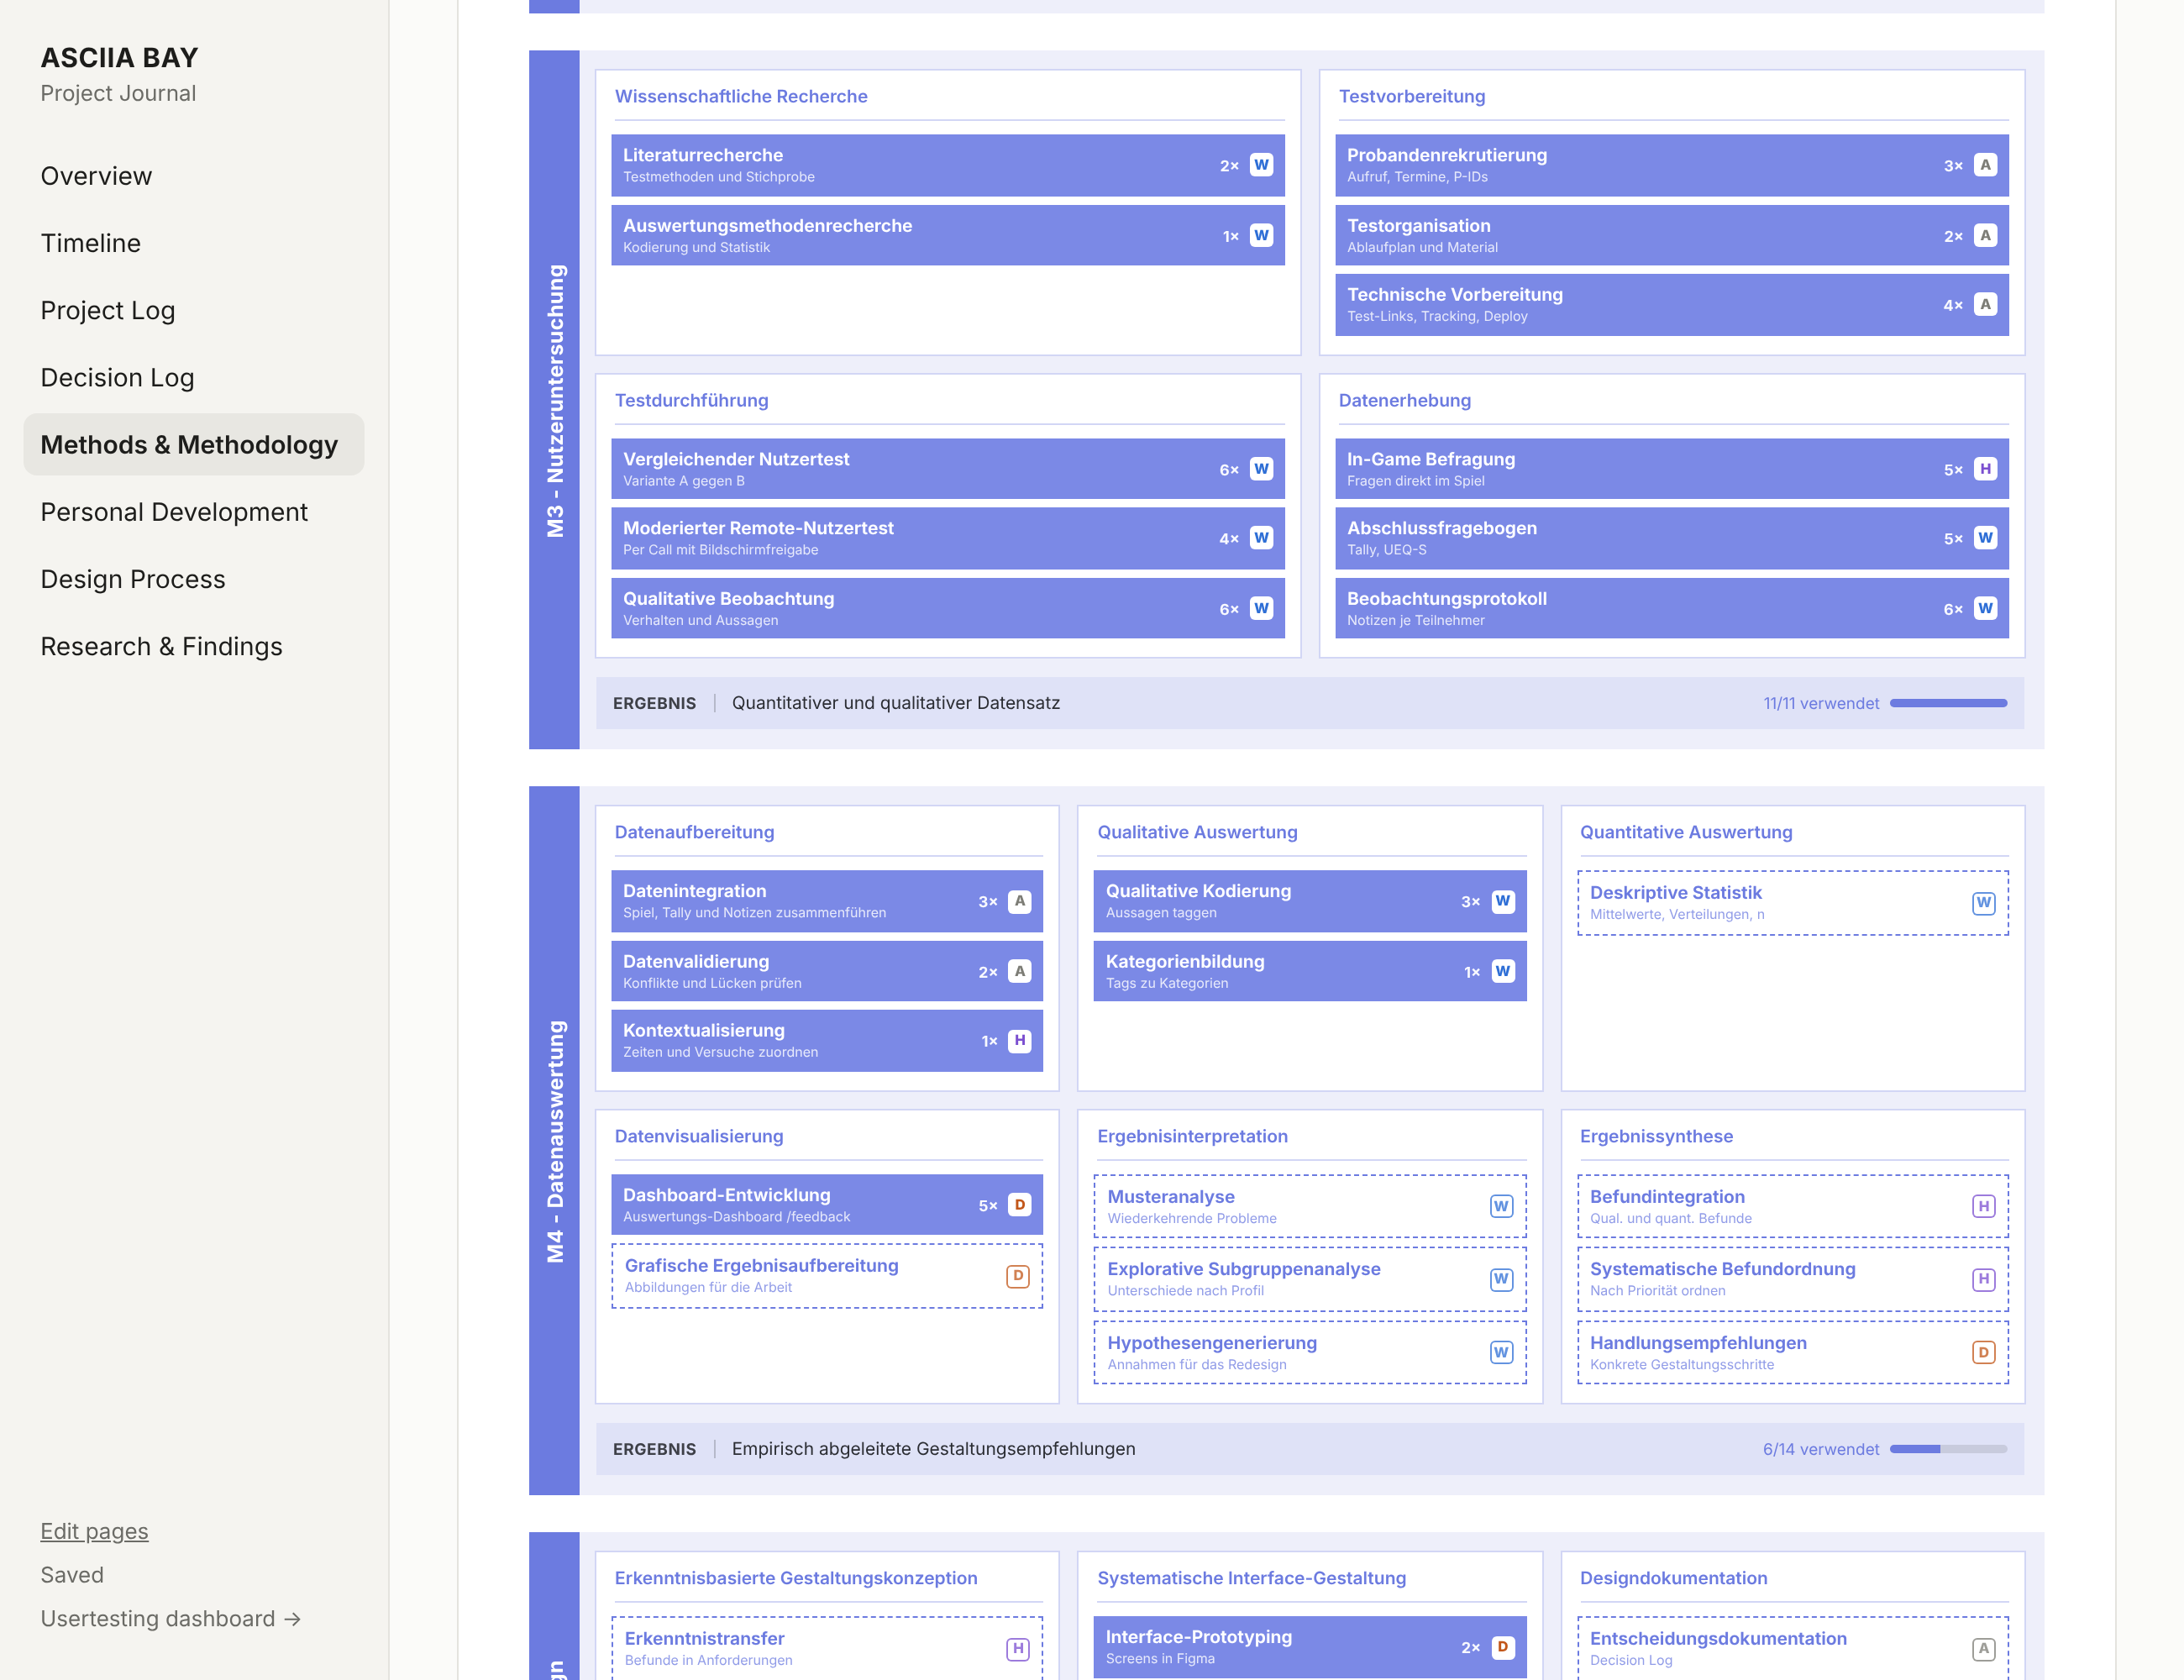 ASCIIA BAY
Project Journal
Overview
Timeline
Project Log
Decision Log
Methods & Methodology
Personal Development
Design Process
Research & Findings
Edit pages
Saved
Usertesting dashboard →
M3 - Nutzeruntersuchung
Wissenschaftliche Recherche
Literaturrecherche
Testmethoden und Stichprobe
2× W
Auswertungsmethodenrecherche
Kodierung und Statistik
1× W
Testvorbereitung
Probandenrekrutierung
Aufruf, Termine, P-IDs
3× A
Testorganisation
Ablaufplan und Material
2× A
Technische Vorbereitung
Test-Links, Tracking, Deploy
4× A
Testdurchführung
Vergleichender Nutzertest
Variante A gegen B
6× W
Moderierter Remote-Nutzertest
Per Call mit Bildschirmfreigabe
4× W
Qualitative Beobachtung
Verhalten und Aussagen
6× W
Datenerhebung
In-Game Befragung
Fragen direkt im Spiel
5× H
Abschlussfragebogen
Tally, UEQ-S
5× W
Beobachtungsprotokoll
Notizen je Teilnehmer
6× W
ERGEBNIS | Quantitativer und qualitativer Datensatz
11/11 verwendet
M4 - Datenauswertung
Datenaufbereitung
Datenintegration
Spiel, Tally und Notizen zusammenführen
3× A
Datenvalidierung
Konflikte und Lücken prüfen
2× A
Kontextualisierung
Zeiten und Versuche zuordnen
1× H
Qualitative Auswertung
Qualitative Kodierung
Aussagen taggen
3× W
Kategorienbildung
Tags zu Kategorien
1× W
Quantitative Auswertung
Deskriptive Statistik
Mittelwerte, Verteilungen, n
W
Datenvisualisierung
Dashboard-Entwicklung
Auswertungs-Dashboard /feedback
5× D
Grafische Ergebnisaufbereitung
Abbildungen für die Arbeit
D
Ergebnisinterpretation
Musteranalyse
Wiederkehrende Probleme
W
Explorative Subgruppenanalyse
Unterschiede nach Profil
W
Hypothesengenerierung
Annahmen für das Redesign
W
Ergebnissynthese
Befundintegration
Qual. und quant. Befunde
H
Systematische Befundordnung
Nach Priorität ordnen
H
Handlungsempfehlungen
Konkrete Gestaltungsschritte
D
ERGEBNIS | Empirisch abgeleitete Gestaltungsempfehlungen
6/14 verwendet
gn
Erkenntnisbasierte Gestaltungskonzeption
Erkenntnistransfer
Befunde in Anforderungen
H
Systematische Interface-Gestaltung
Interface-Prototyping
Screens in Figma
2× D
Designdokumentation
Entscheidungsdokumentation
Decision Log
A